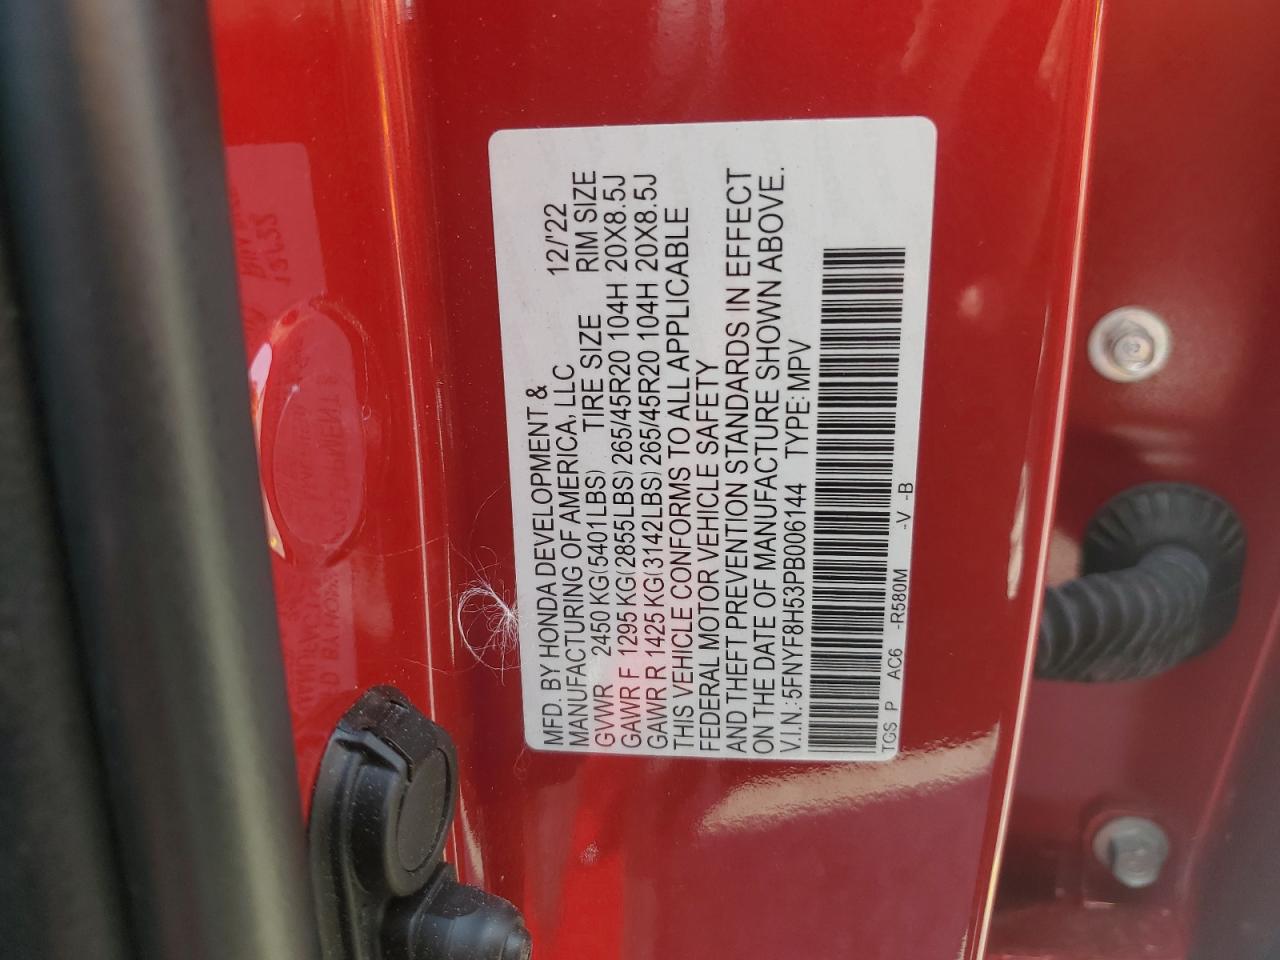 MFD. BY HONDA DEVELOPMENT &
MANUFACTURING OF AMERICA, LLC 12/'22
GVWR 2450 KG(5401LBS) TIRE SIZE RIM SIZE
GAWR F 1295 KG(2855LBS) 265/45R20 104H 20X8.5J
GAWR R 1425 KG(3142LBS) 265/45R20 104H 20X8.5J
THIS VEHICLE CONFORMS TO ALL APPLICABLE
FEDERAL MOTOR VEHICLE SAFETY
AND THEFT PREVENTION STANDARDS IN EFFECT
ON THE DATE OF MANUFACTURE SHOWN ABOVE.
V.I.N.:5FNYF8H53PB006144 TYPE:MPV
TGS P AC6 -R580M -V -B